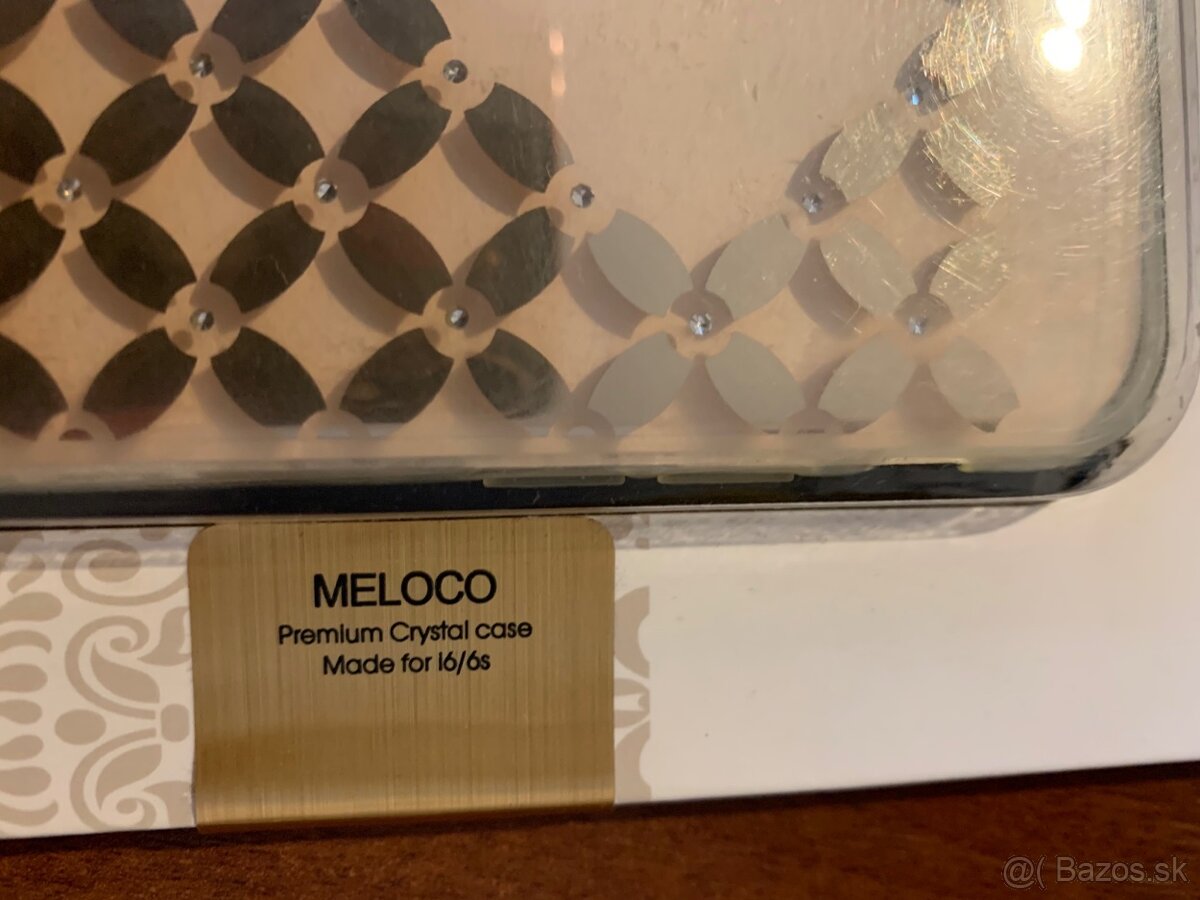 MELOCO
Premium Crystal case
Made for I6/6s
@( Bazos.sk